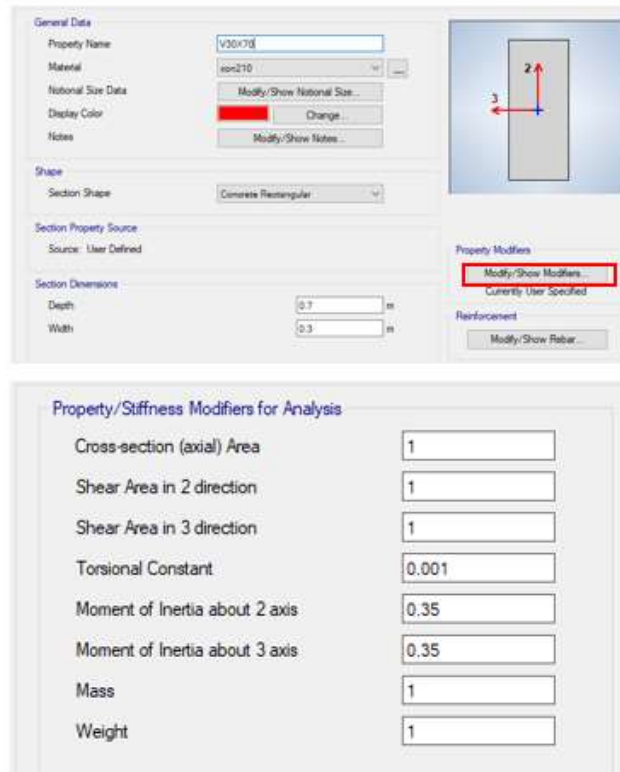 General Data
Property Name V30X70
Material con210 ...
Notional Size Data Modify/Show Notional Size...
Display Color Change...
Notes Modify/Show Notes...
2
3
Shape
Section Shape Concrete Rectangular
Section Property Source
Source: User Defined
Property Modifiers
Modify/Show Modifiers...
Currently User Specified
Section Dimensions
Depth 0.7 m
Width 0.3 m
Reinforcement
Modify/Show Rebar...
Property/Stiffness Modifiers for Analysis
Cross-section (axial) Area 1
Shear Area in 2 direction 1
Shear Area in 3 direction 1
Torsional Constant 0.001
Moment of Inertia about 2 axis 0.35
Moment of Inertia about 3 axis 0.35
Mass 1
Weight 1